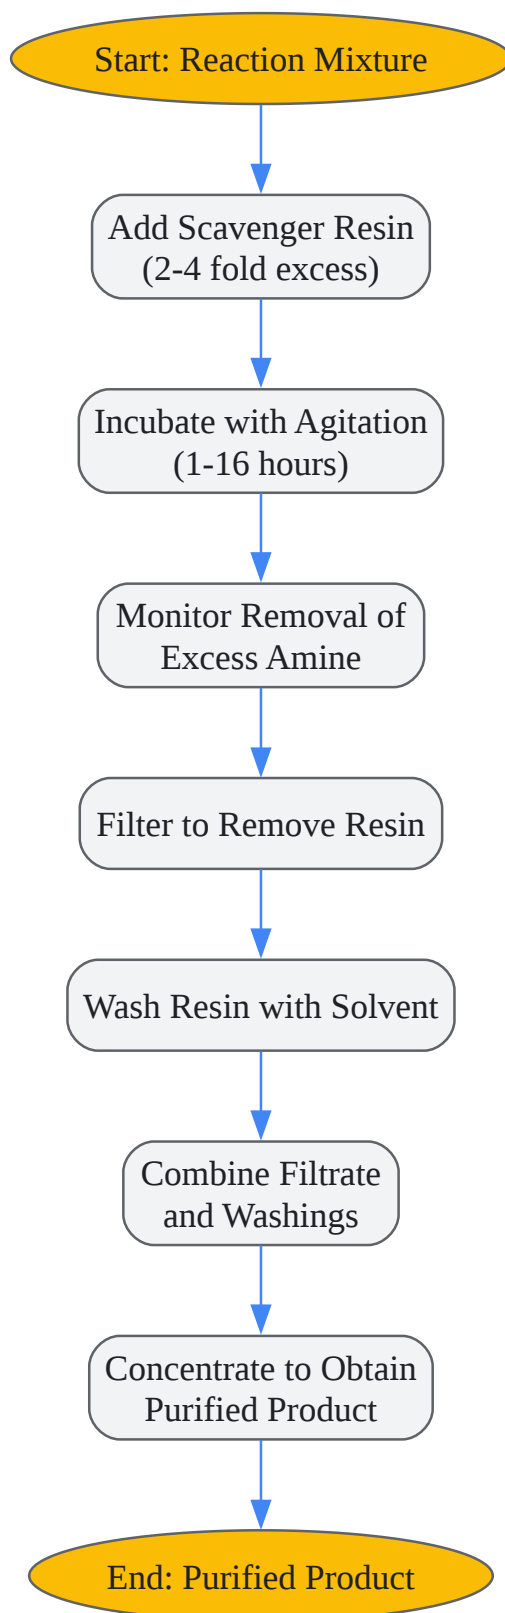 Start: Reaction Mixture
Add Scavenger Resin
(2-4 fold excess)
Incubate with Agitation
(1-16 hours)
Monitor Removal of
Excess Amine
Filter to Remove Resin
Wash Resin with Solvent
Combine Filtrate
and Washings
Concentrate to Obtain
Purified Product
End: Purified Product